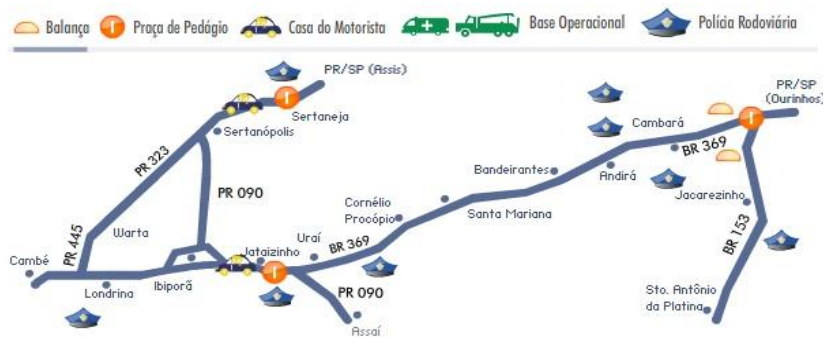 Balança
Praça de Pedágio
Casa do Motorista
Base Operacional
Polícia Rodoviária
PR/SP (Assis)
PR/SP
(Ourinhos)
Sertaneja
Sertanópolis
Cambará
BR 369
PR 323
Bandeirantes
Andirá
PR 090
Cornélio
Procópio
Jacarezinho
Santa Mariana
Warta
Uraí
BR 369
PR 445
Jataizinho
BR 153
Cambé
Ibiporã
Londrina
PR 090
Sto. Antônio
da Platina
Assaí